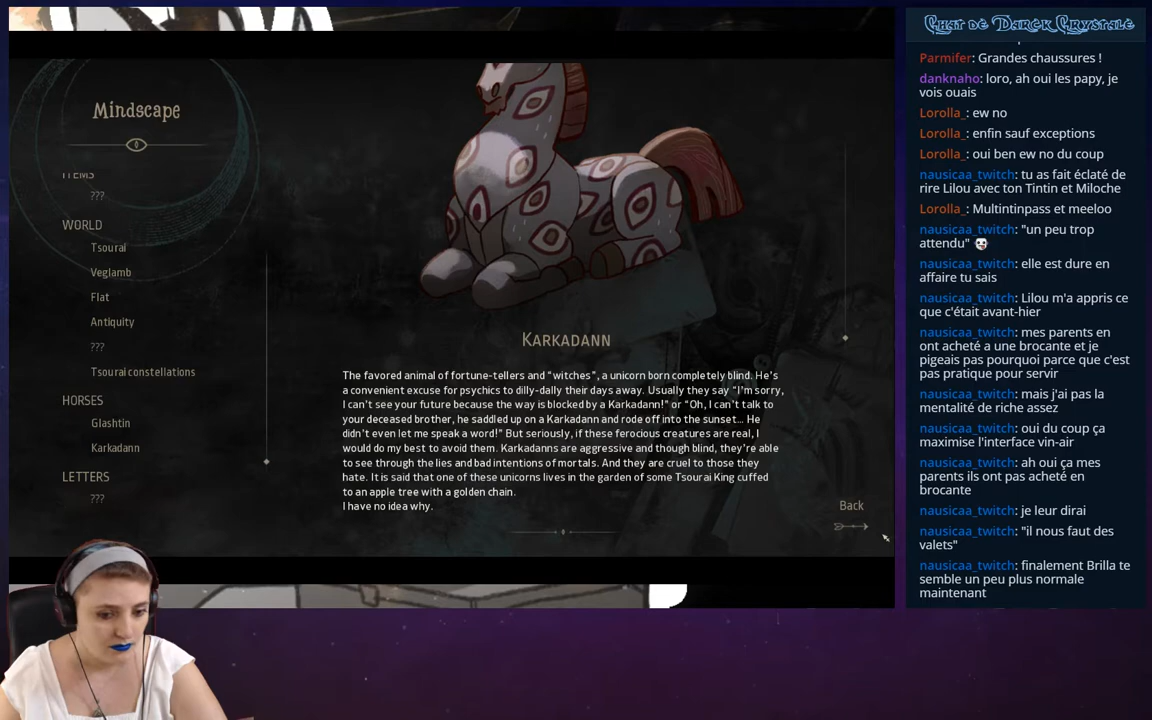 Mindscape
ITEMS
???
WORLD
Tsourai
Veglamb
Flat
Antiquity
???
Tsourai constellations
HORSES
Glashtin
Karkadann
LETTERS
???
KARKADANN
The favored animal of fortune-tellers and "witches", a unicorn born completely blind. He's
a convenient excuse for psychics to dilly-dally their days away. Usually they say "I'm sorry,
I can't see your future because the way is blocked by a Karkadann!" or "Oh, I can't talk to
your deceased brother, he saddled up on a Karkadann and rode off into the sunset... He
didn't even let me speak a word!" But seriously, if these ferocious creatures are real, I
would do my best to avoid them. Karkadanns are aggressive and though blind, they're able
to see through the lies and bad intentions of mortals. And they are cruel to those they
hate. It is said that one of these unicorns lives in the garden of some Tsourai King cuffed
to an apple tree with a golden chain.
I have no idea why.
Back
Chat de Darck Crystale
Parmifer: Grandes chaussures !
danknaho: loro, ah oui les papy, je
vois ouais
Lorolla_: ew no
Lorolla_: enfin sauf exceptions
Lorolla_: oui ben ew no du coup
nausicaa_twitch: tu as fait éclaté de
rire Lilou avec ton Tintin et Miloche
Lorolla_: Multintinpass et meeloo
nausicaa_twitch: "un peu trop
attendu"
nausicaa_twitch: elle est dure en
affaire tu sais
nausicaa_twitch: Lilou m'a appris ce
que c'était avant-hier
nausicaa_twitch: mes parents en
ont acheté a une brocante et je
pigeais pas pourquoi parce que c'est
pas pratique pour servir
nausicaa_twitch: mais j'ai pas la
mentalité de riche assez
nausicaa_twitch: oui du coup ça
maximise l'interface vin-air
nausicaa_twitch: ah oui ça mes
parents ils ont pas acheté en
brocante
nausicaa_twitch: je leur dirai
nausicaa_twitch: "il nous faut des
valets"
nausicaa_twitch: finalement Brilla te
semble un peu plus normale
maintenant